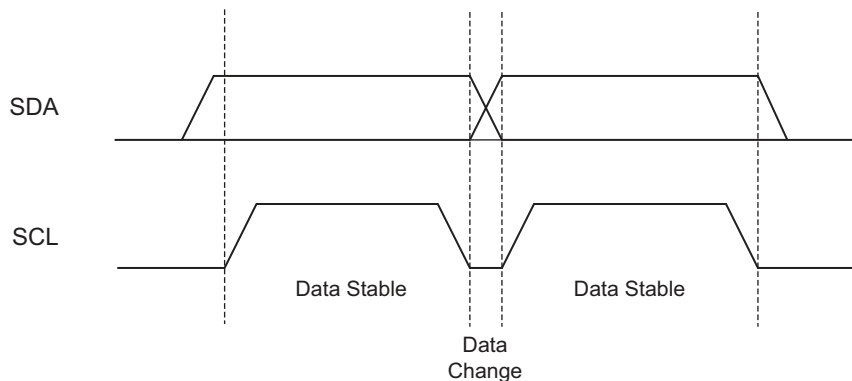 SDA
SCL
Data Stable
Data Stable
Data
Change